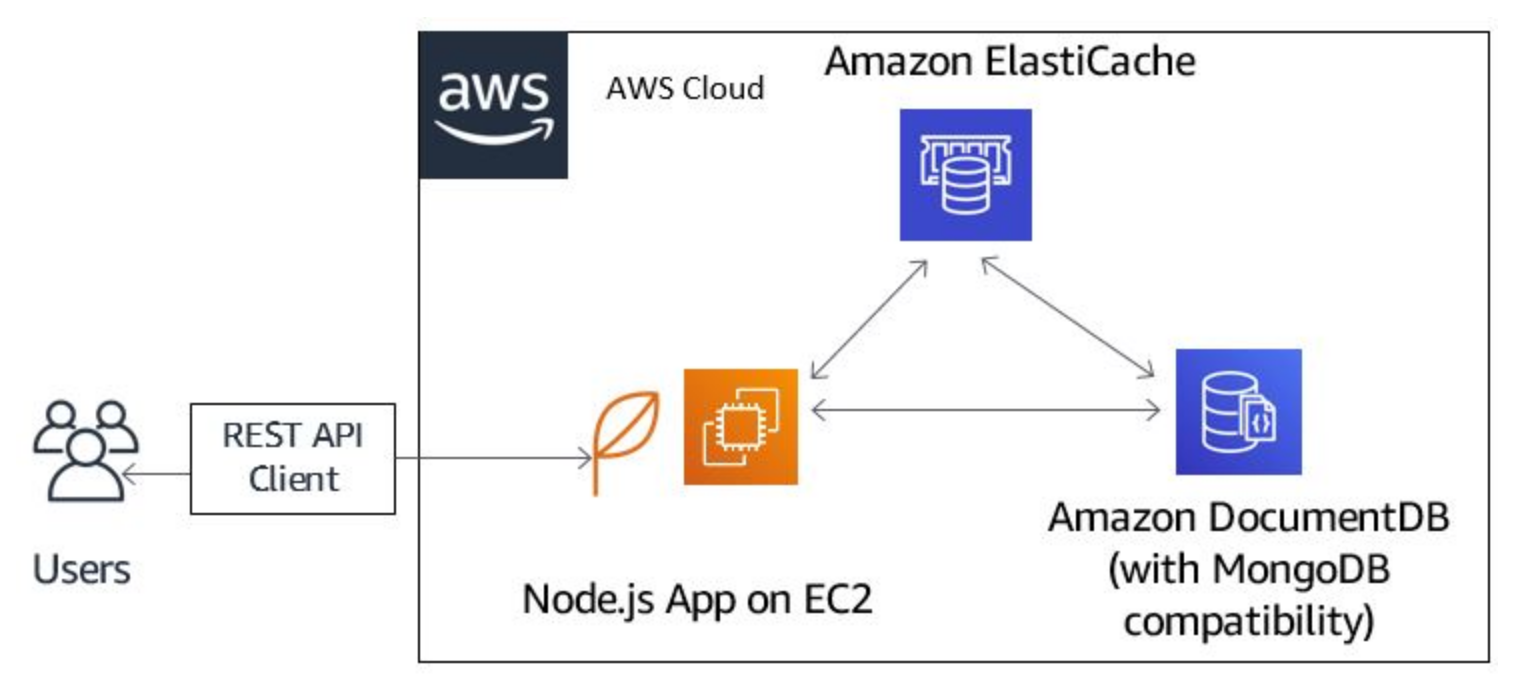 aws
AWS Cloud
Amazon ElastiCache
REST API
Client
Users
Node.js App on EC2
Amazon DocumentDB
(with MongoDB
compatibility)
{}